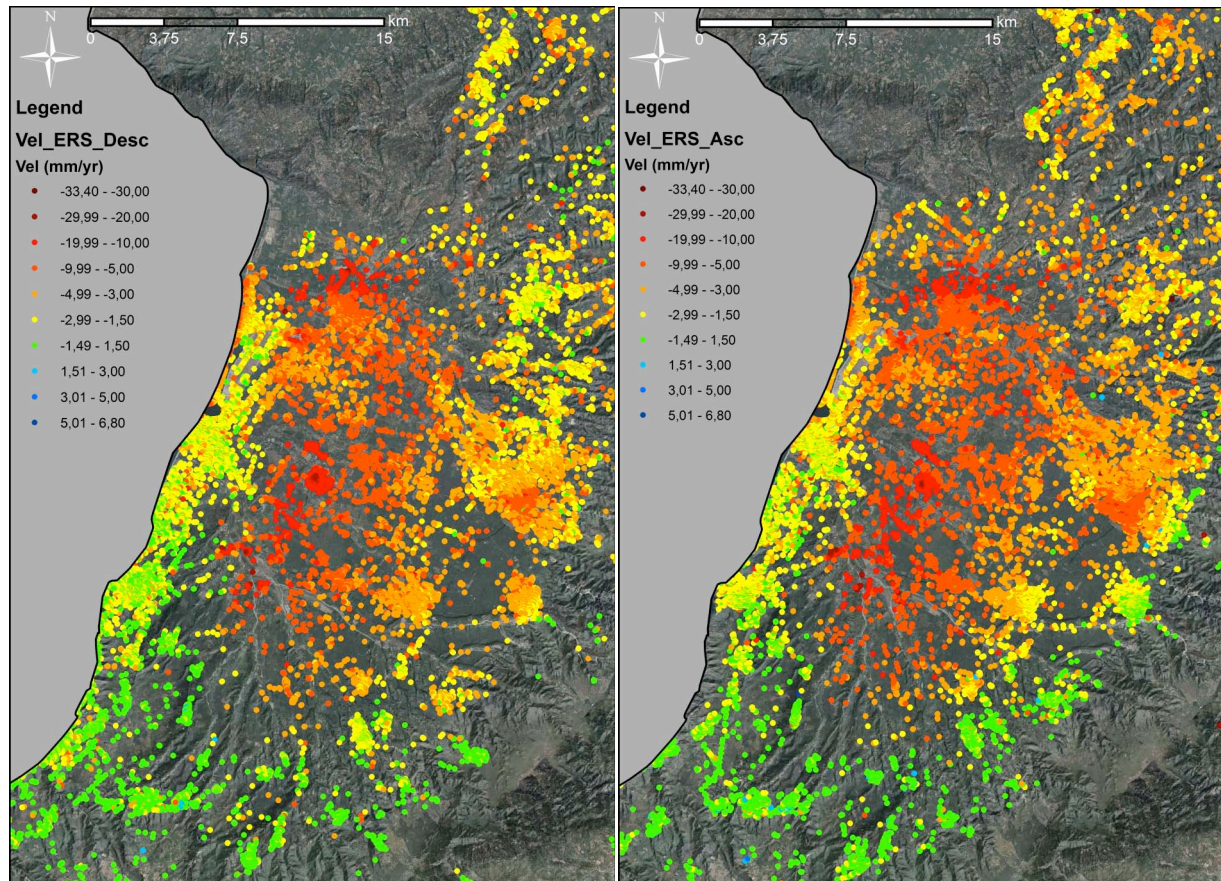 N
km
0 3,75 7,5 15
Legend
Vel_ERS_Desc
Vel (mm/yr)
-33,40 - -30,00
-29,99 - -20,00
-19,99 - -10,00
-9,99 - -5,00
-4,99 - -3,00
-2,99 - -1,50
-1,49 - 1,50
1,51 - 3,00
3,01 - 5,00
5,01 - 6,80
N
km
0 3,75 7,5 15
Legend
Vel_ERS_Asc
Vel (mm/yr)
-33,40 - -30,00
-29,99 - -20,00
-19,99 - -10,00
-9,99 - -5,00
-4,99 - -3,00
-2,99 - -1,50
-1,49 - 1,50
1,51 - 3,00
3,01 - 5,00
5,01 - 6,80